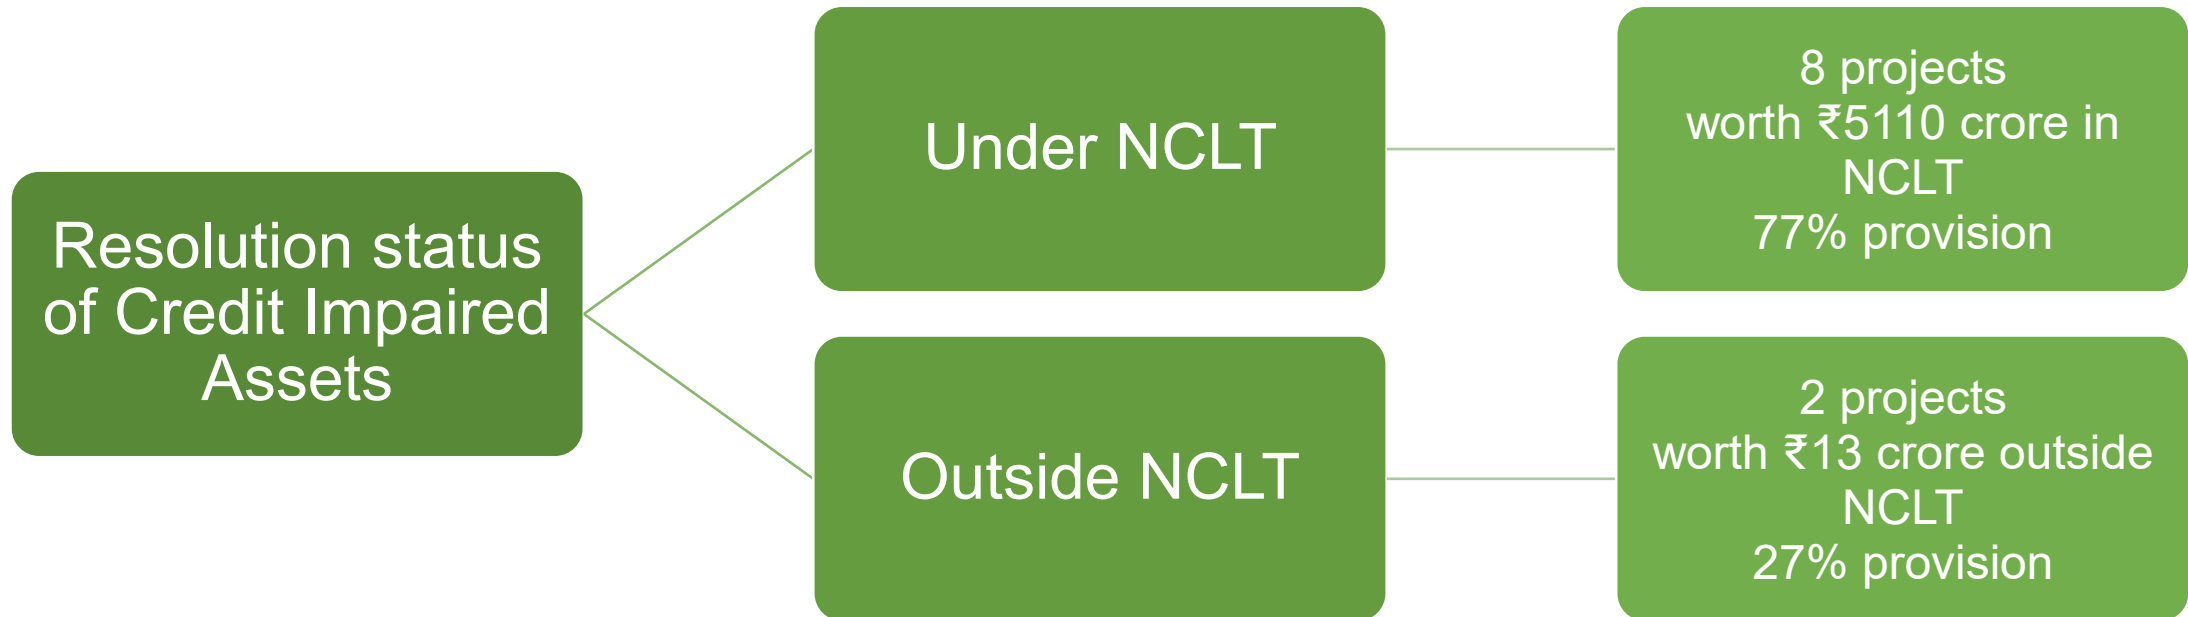 Resolution status
of Credit Impaired
Assets
Under NCLT
8 projects
worth ₹5110 crore in
NCLT
77% provision
Outside NCLT
2 projects
worth ₹13 crore outside
NCLT
27% provision